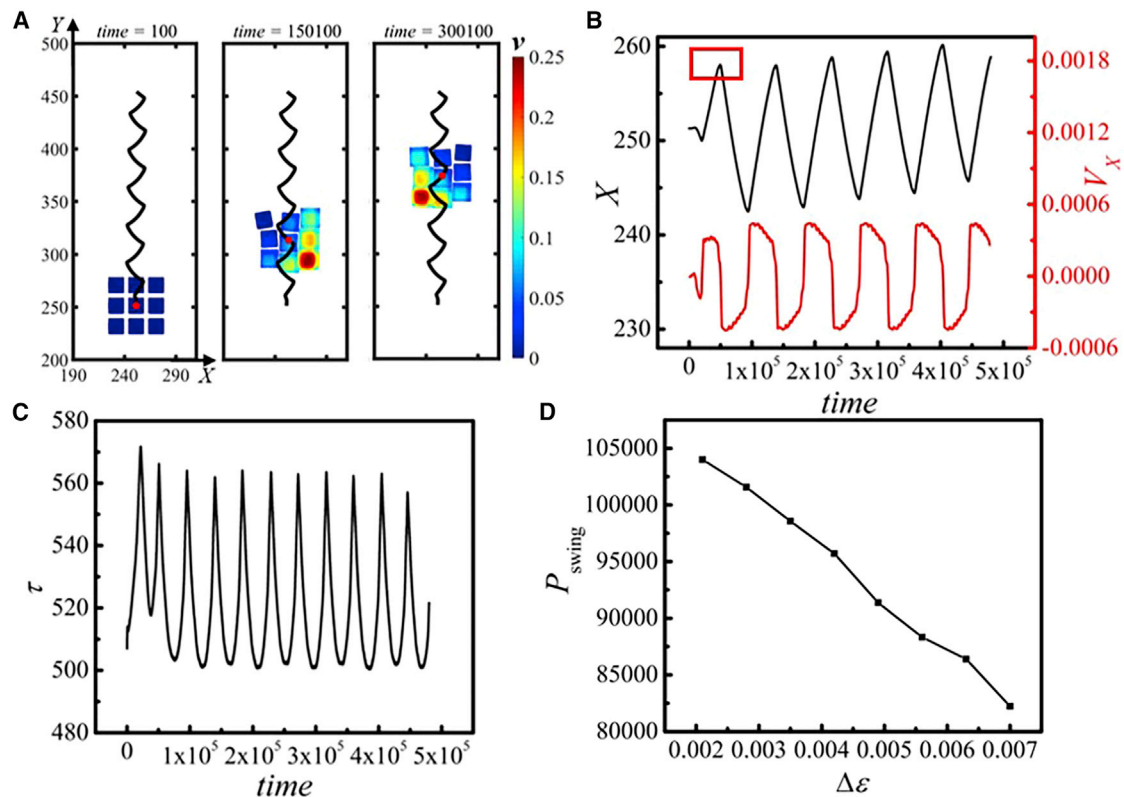 A
Y
time = 100
time = 150100
time = 300100
v
500
450
400
350
300
250
200
190
240
290
X
0.25
0.2
0.15
0.1
0.05
0
B
260
250
240
230
X
0.0018
0.0012
0.0006
0.0000
-0.0006
V_X
0
1x10^5
2x10^5
3x10^5
4x10^5
5x10^5
time
C
580
560
540
520
500
480
τ
0
1x10^5
2x10^5
3x10^5
4x10^5
5x10^5
time
D
105000
100000
95000
90000
85000
80000
P_swing
0.002
0.003
0.004
0.005
0.006
0.007
Δε